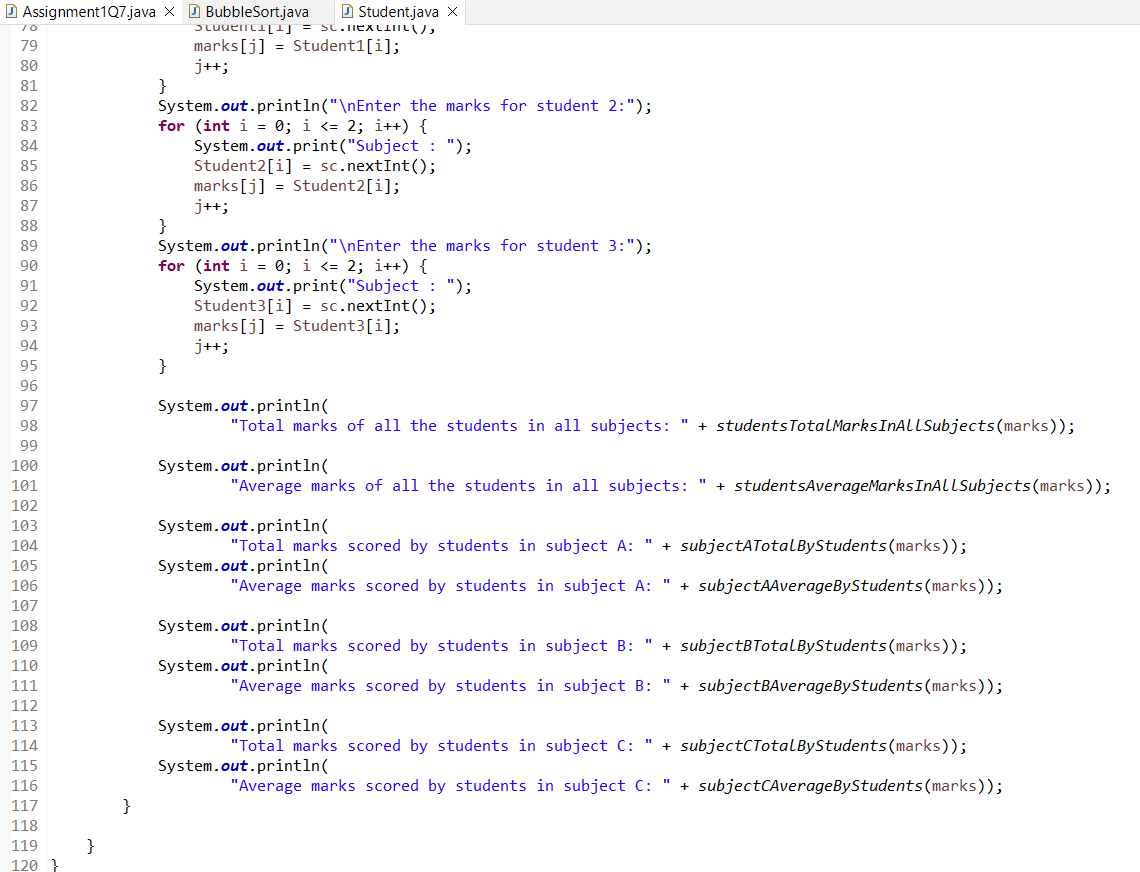 Assignment1Q7.java BubbleSort.java Student.java
78 Student1[i] = sc.nextInt();
79 marks[j] = Student1[i];
80 j++;
81 }
82 System.out.println("\nEnter the marks for student 2:");
83 for (int i = 0; i <= 2; i++) {
84 System.out.print("Subject : ");
85 Student2[i] = sc.nextInt();
86 marks[j] = Student2[i];
87 j++;
88 }
89 System.out.println("\nEnter the marks for student 3:");
90 for (int i = 0; i <= 2; i++) {
91 System.out.print("Subject : ");
92 Student3[i] = sc.nextInt();
93 marks[j] = Student3[i];
94 j++;
95 }
96
97 System.out.println(
98 "Total marks of all the students in all subjects: " + studentsTotalMarksInAllSubjects(marks));
99
100 System.out.println(
101 "Average marks of all the students in all subjects: " + studentsAverageMarksInAllSubjects(marks));
102
103 System.out.println(
104 "Total marks scored by students in subject A: " + subjectATotalByStudents(marks));
105 System.out.println(
106 "Average marks scored by students in subject A: " + subjectAAverageByStudents(marks));
107
108 System.out.println(
109 "Total marks scored by students in subject B: " + subjectBTotalByStudents(marks));
110 System.out.println(
111 "Average marks scored by students in subject B: " + subjectBAverageByStudents(marks));
112
113 System.out.println(
114 "Total marks scored by students in subject C: " + subjectCTotalByStudents(marks));
115 System.out.println(
116 "Average marks scored by students in subject C: " + subjectCAverageByStudents(marks));
117 }
118
119 }
120 }